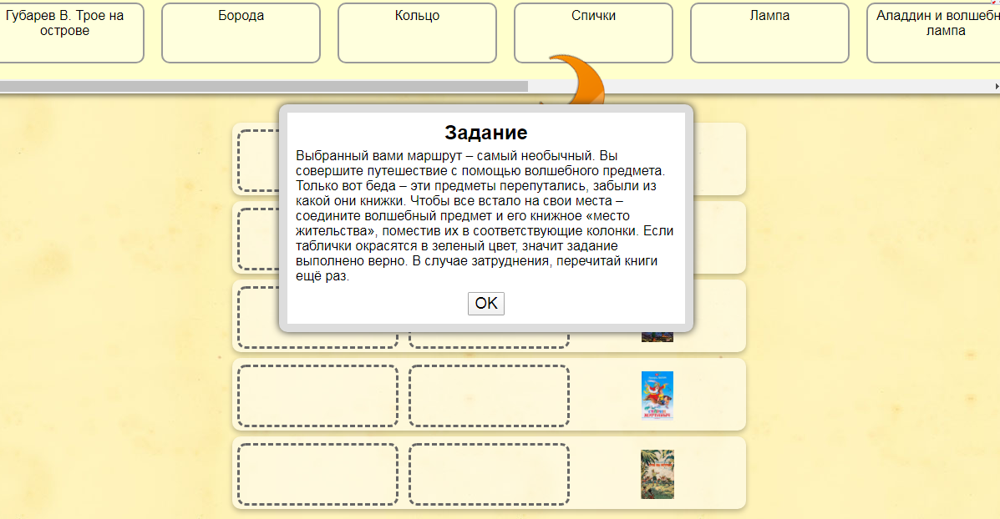 Губарев В. Трое на
острове
Борода
Кольцо
Спички
Лампа
Аладдин и волшебн
лампа
Задание
Выбранный вами маршрут – самый необычный. Вы
совершите путешествие с помощью волшебного предмета.
Только вот беда – эти предметы перепутались, забыли из
какой они книжки. Чтобы все встало на свои места –
соедините волшебный предмет и его книжное «место
жительства», поместив их в соответствующие колонки. Если
таблички окрасятся в зеленый цвет, значит задание
выполнено верно. В случае затруднения, перечитай книги
ещё раз.
OK